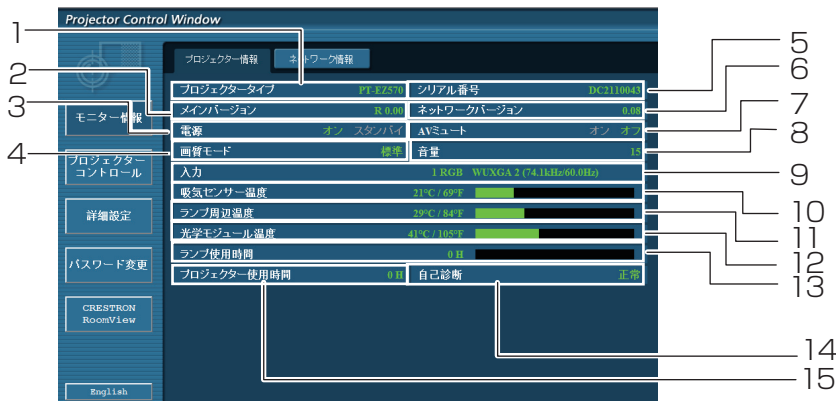 Projector Control Window
プロジェクター情報 ネットワーク情報
モニター情報
プロジェクター
コントロール
詳細設定
パスワード変更
CRESTRON
RoomView
English
プロジェクタータイプ PT-EZ570 シリアル番号 DC2110043
メインバージョン R 0.00 ネットワークバージョン 0.08
電源 オン スタンバイ AVミュート オン オフ
画質モード 標準 音量 15
入力 1 RGB WUXGA 2 (74.1kHz/60.0Hz)
吸気センサー温度 21°C / 69°F
ランプ周辺温度 29°C / 84°F
光学モジュール温度 41°C / 105°F
ランプ使用時間 0 H
プロジェクター使用時間 0 H 自己診断 正常
1
2
3
4
5
6
7
8
9
10
11
12
13
14
15